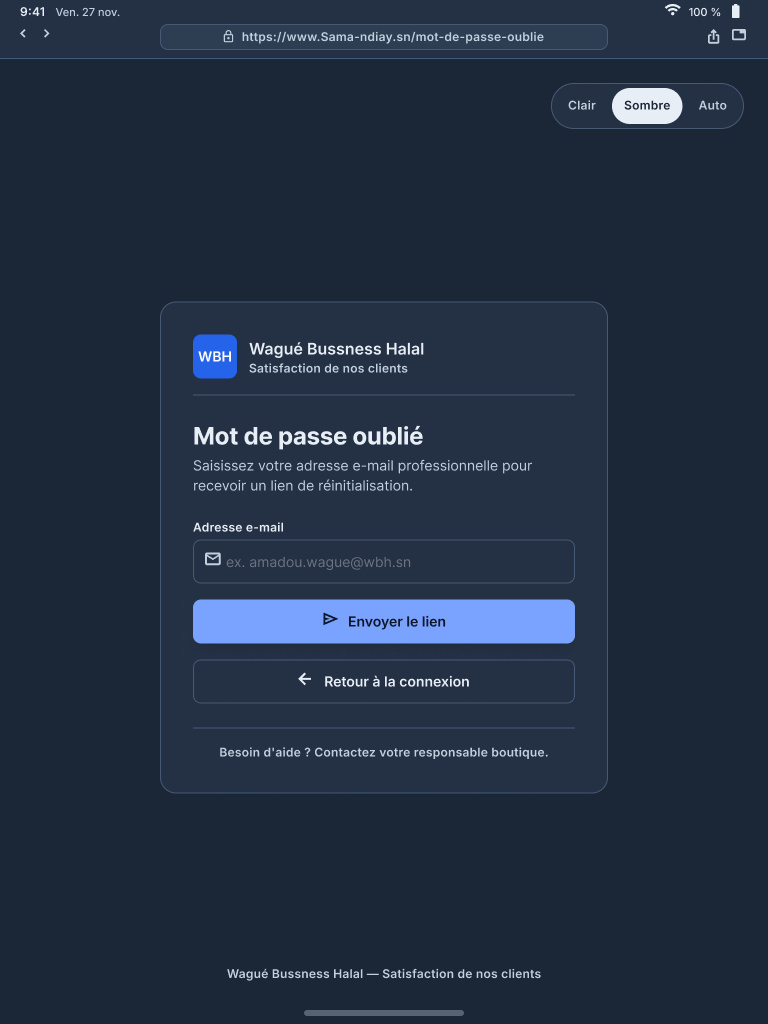 9:41 Ven. 27 nov. 100 %
https://www.Sama-ndiay.sn/mot-de-passe-oublie
Clair Sombre Auto
WBH
Wagué Bussness Halal
Satisfaction de nos clients
Mot de passe oublié
Saisissez votre adresse e-mail professionnelle pour
recevoir un lien de réinitialisation.
Adresse e-mail
ex. amadou.wague@wbh.sn
Envoyer le lien
Retour à la connexion
Besoin d'aide ? Contactez votre responsable boutique.
Wagué Bussness Halal — Satisfaction de nos clients